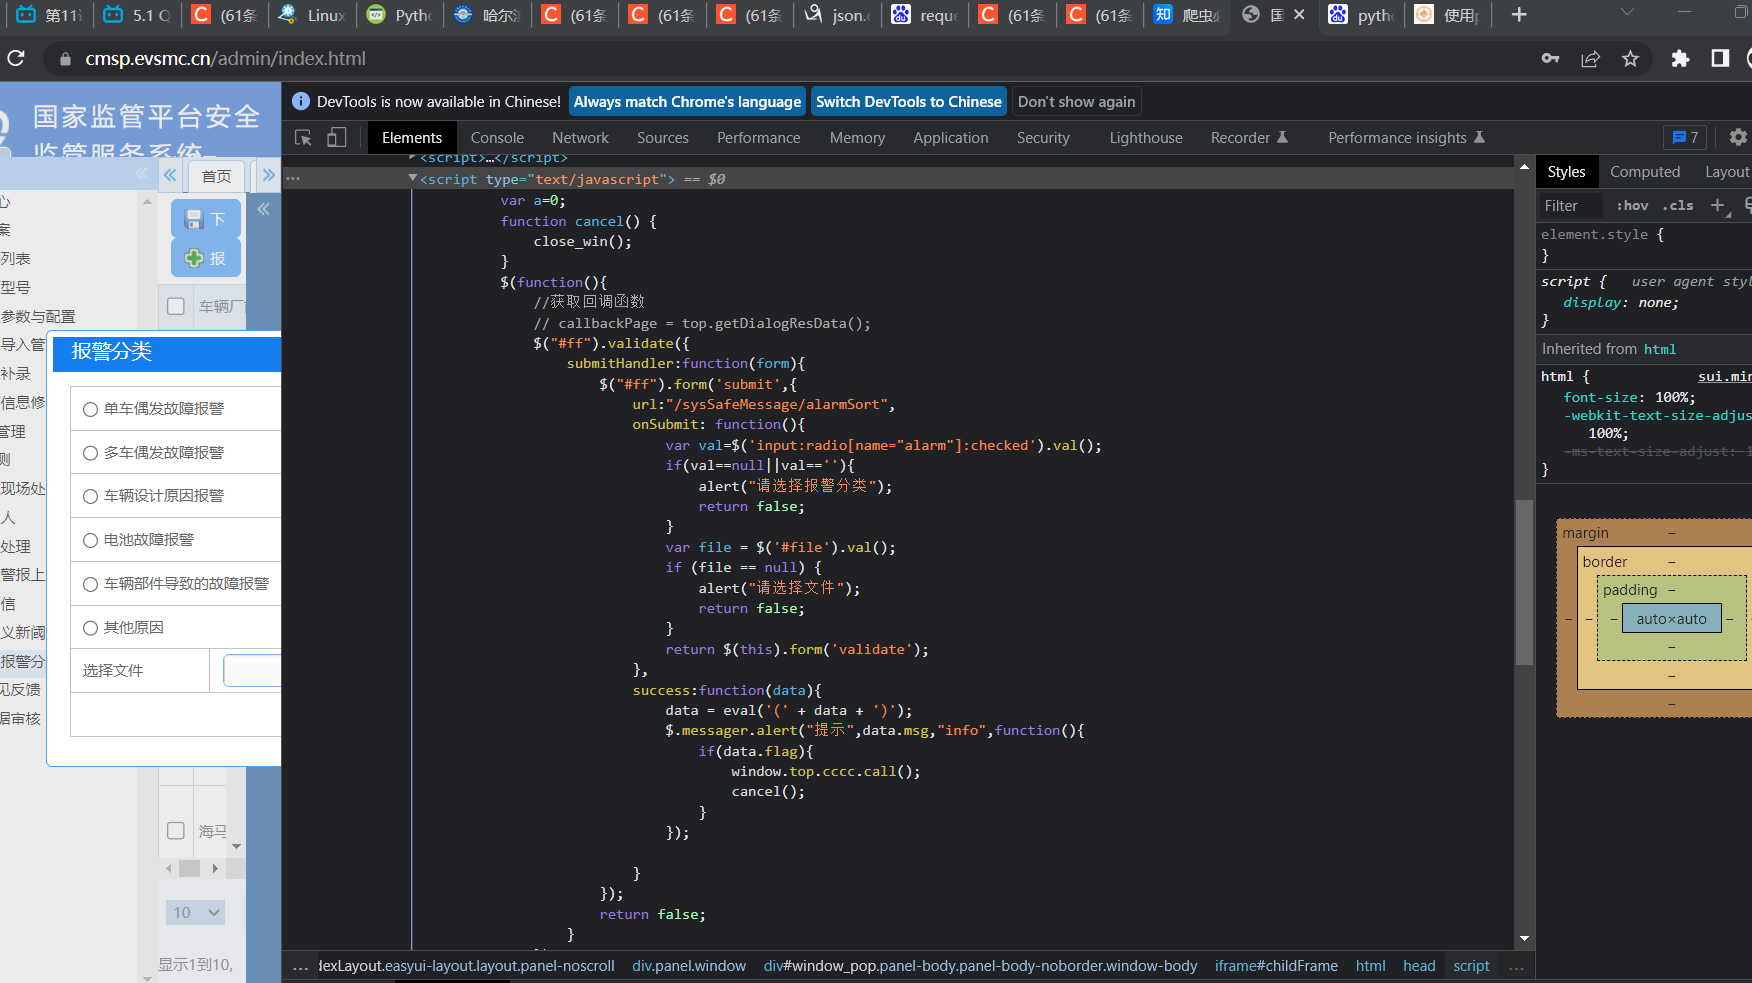 第11
5.1 Q
(61条
Linux
Pytho
哈尔滨
(61条
(61条
(61条
json.
reque
(61条
(61条
爬虫
国
pytho
使用p
cmsp.evsmc.cn/admin/index.html
国家监管平台安全
监管服务系统-
DevTools is now available in Chinese!
Always match Chrome's language
Switch DevTools to Chinese
Don't show again
Elements
Console
Network
Sources
Performance
Memory
Application
Security
Lighthouse
Recorder
Performance insights
7
首页
下
报
心
案
列表
型号
参数与配置
导入管
补录
信息修
管理
测
现场处
人
处理
警报上
信
义新阈
报警分
见反馈
据审核
车辆厂
报警分类
单车偶发故障报警
多车偶发故障报警
车辆设计原因报警
电池故障报警
车辆部件导致的故障报警
其他原因
选择文件
海马
10
显示1到10,
<script>…</script>
<script type="text/javascript"> == $0
var a=0;
function cancel() {
close_win();
}
$(function(){
//获取回调函数
// callbackPage = top.getDialogResData();
$("#ff").validate({
submitHandler:function(form){
$("#ff").form('submit',{
url:"/sysSafeMessage/alarmSort",
onSubmit: function(){
var val=$('input:radio[name="alarm"]:checked').val();
if(val==null||val==''){
alert("请选择报警分类");
return false;
}
var file = $('#file').val();
if (file == null) {
alert("请选择文件");
return false;
}
return $(this).form('validate');
},
success:function(data){
data = eval('(' + data + ')');
$.messager.alert("提示",data.msg,"info",function(){
if(data.flag){
window.top.cccc.call();
cancel();
}
});
}
});
return false;
}
… dexLayout.easyui-layout.layout.panel-noscroll div.panel.window div#window_pop.panel-body.panel-body-noborder.window-body iframe#childFrame html head script …
Styles
Computed
Layout
Filter
:hov .cls +
element.style {
}
script { user agent sty
display: none;
}
Inherited from html
html { sui.min
font-size: 100%;
-webkit-text-size-adjus
100%;
-ms-text-size-adjust: 1
}
margin –
border –
padding –
– – – auto×auto –
–
–
–